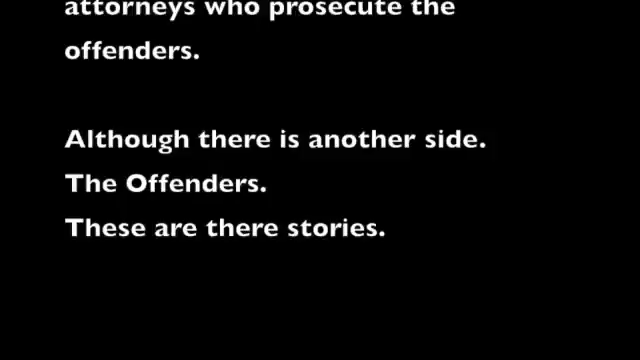 attorneys who prosecute the
offenders.
Although there is another side.
The Offenders.
These are there stories.